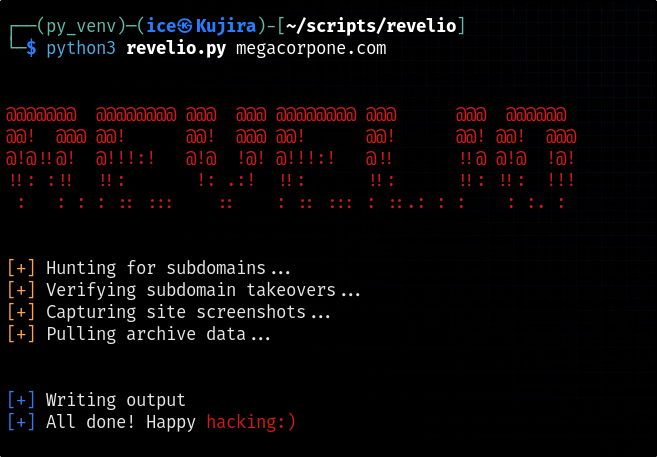 ┌──(py_venv)─(ice㉿Kujira)-[~/scripts/revelio]
└─$ python3 revelio.py megacorpone.com
@@@@@@@  @@@@@@@@ @@@  @@@ @@@@@@@@ @@@      @@@  @@@@@@
@@!  @@@ @@!      @@!  @@@ @@!      @@!      @@! @@!  @@@
@!@!!@!  @!!!:!   @!@  !@! @!!!:!   @!!      !!@ @!@  !@!
!!: :!!  !!:       !: .:!  !!:      !!:      !!: !!:  !!!
 :   : : : :: :::    ::    : :: ::: : ::.: : :    : :. :
[+] Hunting for subdomains...
[+] Verifying subdomain takeovers...
[+] Capturing site screenshots...
[+] Pulling archive data...
[+] Writing output
[+] All done! Happy hacking:)